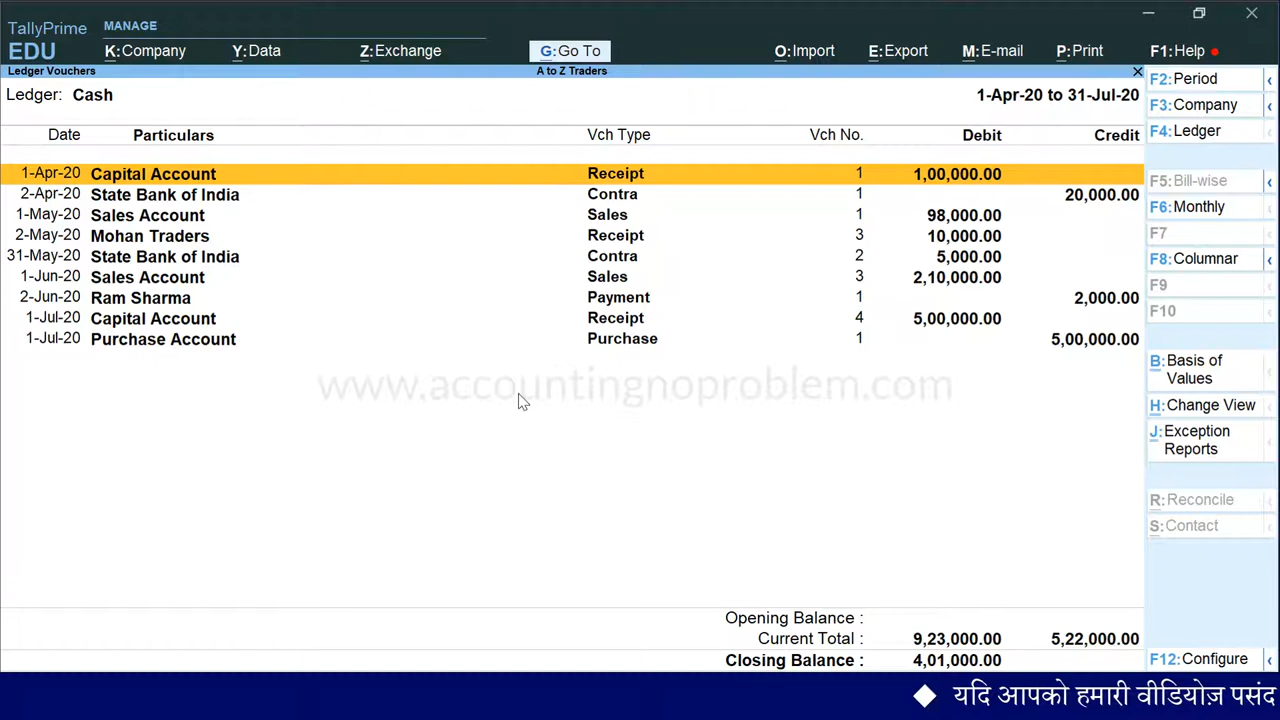 TallyPrime MANAGE
EDU K:Company Y:Data Z:Exchange G:Go To O:Import E:Export M:E-mail P:Print F1:Help
Ledger Vouchers A to Z Traders
Ledger: Cash 1-Apr-20 to 31-Jul-20
Date Particulars Vch Type Vch No. Debit Credit
1-Apr-20 Capital Account Receipt 1 1,00,000.00
2-Apr-20 State Bank of India Contra 1 20,000.00
1-May-20 Sales Account Sales 1 98,000.00
2-May-20 Mohan Traders Receipt 3 10,000.00
31-May-20 State Bank of India Contra 2 5,000.00
1-Jun-20 Sales Account Sales 3 2,10,000.00
2-Jun-20 Ram Sharma Payment 1 2,000.00
1-Jul-20 Capital Account Receipt 4 5,00,000.00
1-Jul-20 Purchase Account Purchase 1 5,00,000.00
www.accountingnoproblem.com
Opening Balance :
Current Total : 9,23,000.00 5,22,000.00
Closing Balance : 4,01,000.00
F2:Period
F3:Company
F4:Ledger
F5:Bill-wise
F6:Monthly
F7
F8:Columnar
F9
F10
B:Basis of
Values
H:Change View
J:Exception
Reports
R:Reconcile
S:Contact
F12:Configure
यदि आपको हमारी वीडियोज़ पसंद